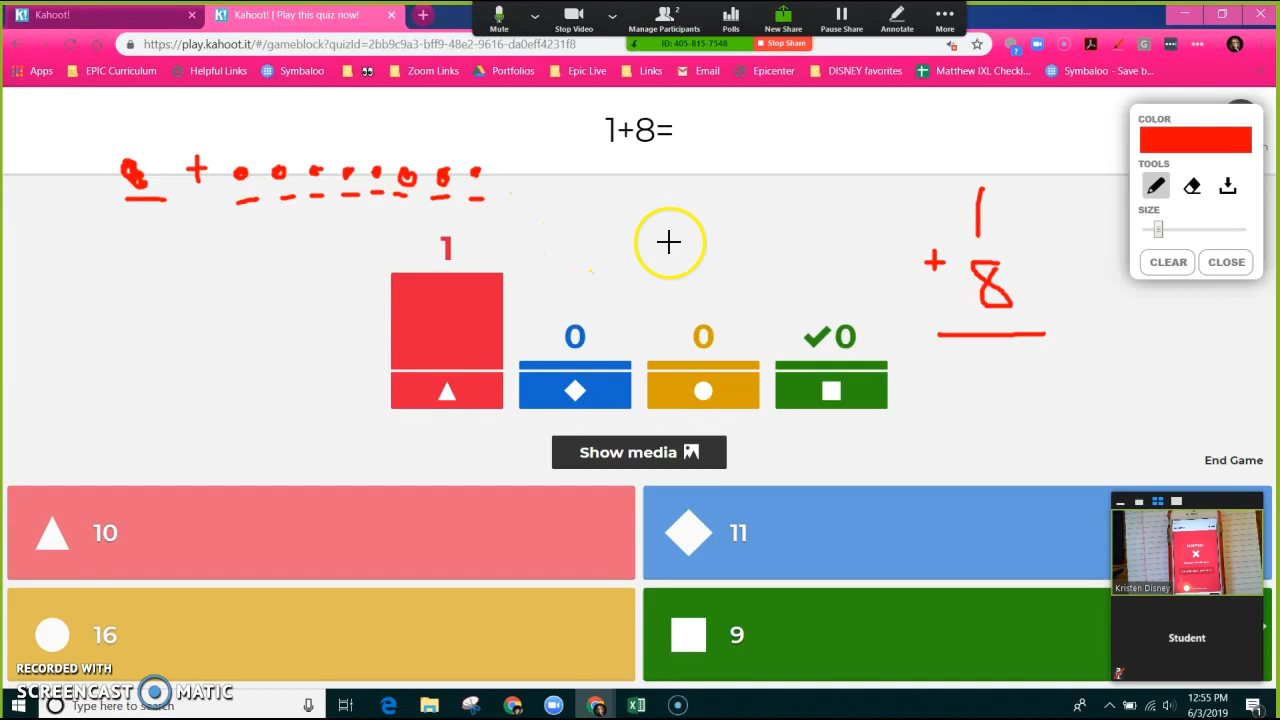 Kahoot!
Kahoot! | Play this quiz now!
Mute
Stop Video
2
Manage Participants
Polls
New Share
Pause Share
Annotate
More
https://play.kahoot.it/#/gameblock?quizId=2bb9c9a3-bff9-48e2-9616-da0eff4231f8
ID: 405-815-7548
Stop Share
Apps
EPIC Curriculum
Helpful Links
Symbaloo
Zoom Links
Portfolios
Epic Live
Links
Email
Epicenter
DISNEY favorites
Matthew IXL Checkl...
Symbaloo - Save b...
1+8=
COLOR
TOOLS
SIZE
CLEAR
CLOSE
+
1
+ 8
1
0
0
0
Show media
End Game
10
11
16
9
Kristen Disney
Student
RECORDED WITH
SCREENCAST MATIC
Type here to search
12:55 PM
6/3/2019
1